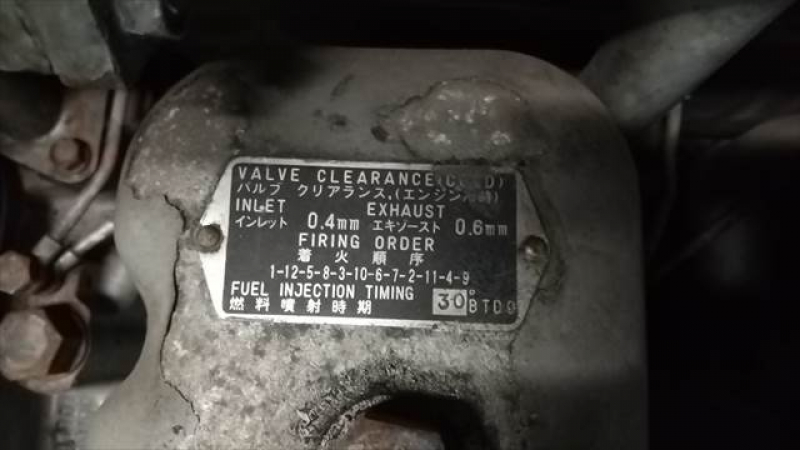 VALVE CLEARANCE
バルブ クリアランス,(エンジン
INLET EXHAUST
インレット 0.4mm エキゾースト 0.6mm
FIRING ORDER
着火順序
1-12-5-8-3-10-6-7-2-11-4-9
FUEL INJECTION TIMING 30°
燃料噴射時期 BTDC